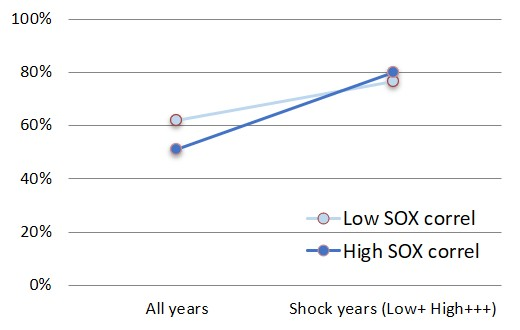 100%
80%
60%
40%
20%
0%
Low SOX correl
High SOX correl
All years
Shock years (Low+ High+++)